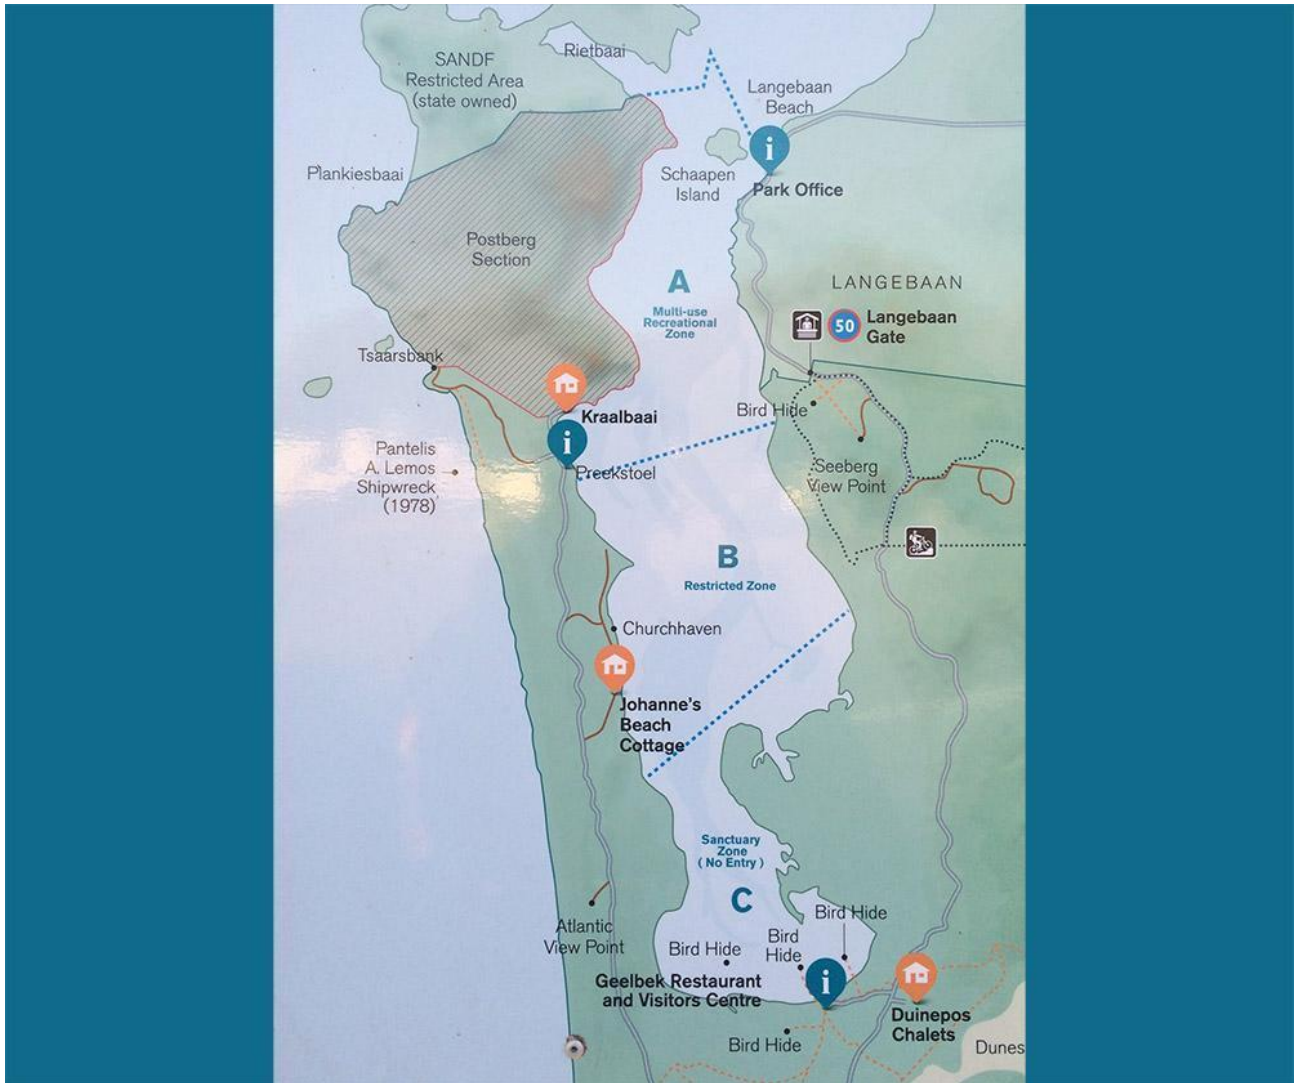 Rietbaai
SANDF
Restricted Area
(state owned)
Langebaan
Beach
i
Plankiesbaai
Schaapen
Island
Park Office
Postberg
Section
A
Multi-use
Recreational
Zone
LANGEBAAN
50
Langebaan
Gate
Tsaarsbank
Bird Hide
Kraalbaai
i
Preekstoel
Pantelis
A. Lemos
Shipwreck
(1978)
Seeberg
View Point
B
Restricted Zone
Churchhaven
Johanne's
Beach
Cottage
Sanctuary
Zone
( No Entry )
C
Atlantic
View Point
Bird Hide
Bird
Hide
Bird Hide
Geelbek Restaurant
and Visitors Centre
i
Duinepos
Chalets
Bird Hide
Dunes